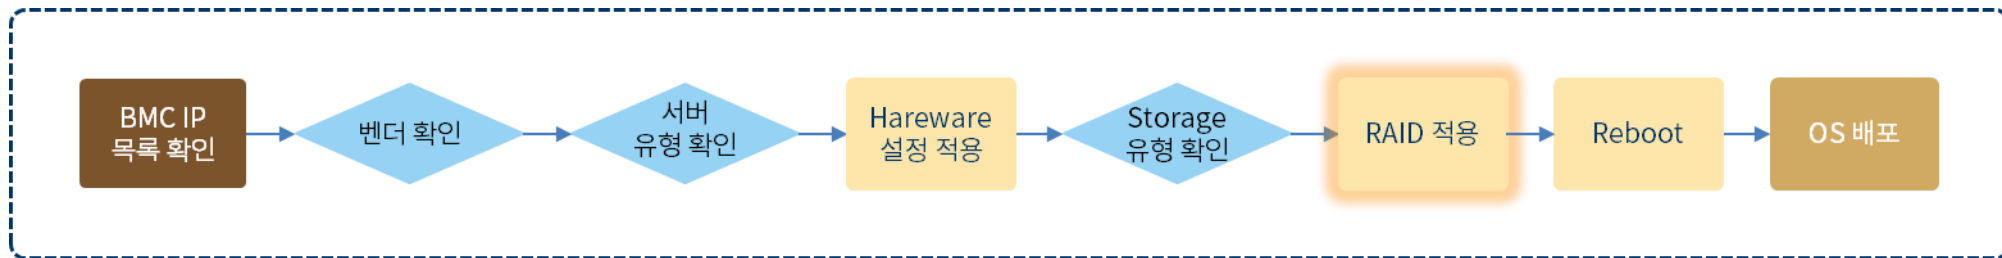 BMC IP
목록 확인
벤더 확인
서버
유형 확인
Hareware
설정 적용
Storage
유형 확인
RAID 적용
Reboot
OS 배포